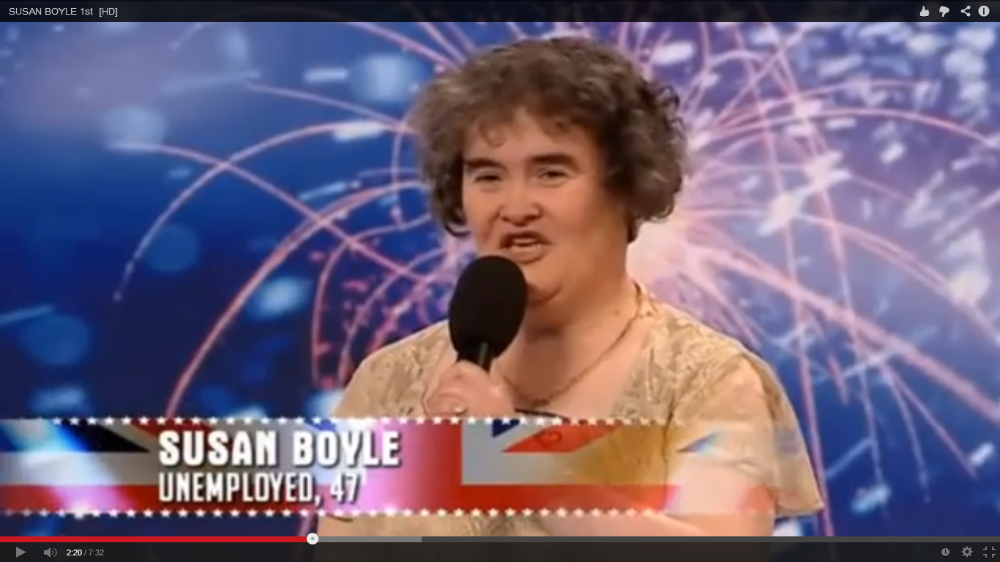 SUSAN BOYLE 1st [HD]
SUSAN BOYLE
UNEMPLOYED, 47
2:20 / 7:32